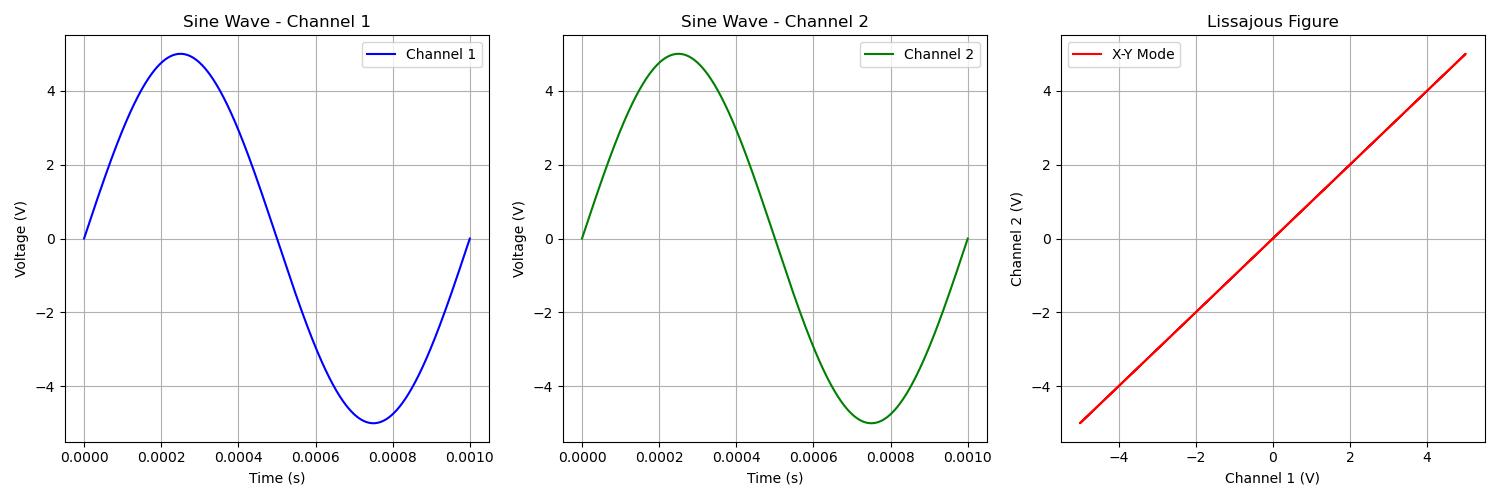 Sine Wave - Channel 1
Channel 1
4
2
0
−2
−4
Voltage (V)
0.0000 0.0002 0.0004 0.0006 0.0008 0.0010
Time (s)
Sine Wave - Channel 2
Channel 2
4
2
0
−2
−4
Voltage (V)
0.0000 0.0002 0.0004 0.0006 0.0008 0.0010
Time (s)
Lissajous Figure
X-Y Mode
4
2
0
−2
−4
Channel 2 (V)
−4 −2 0 2 4
Channel 1 (V)